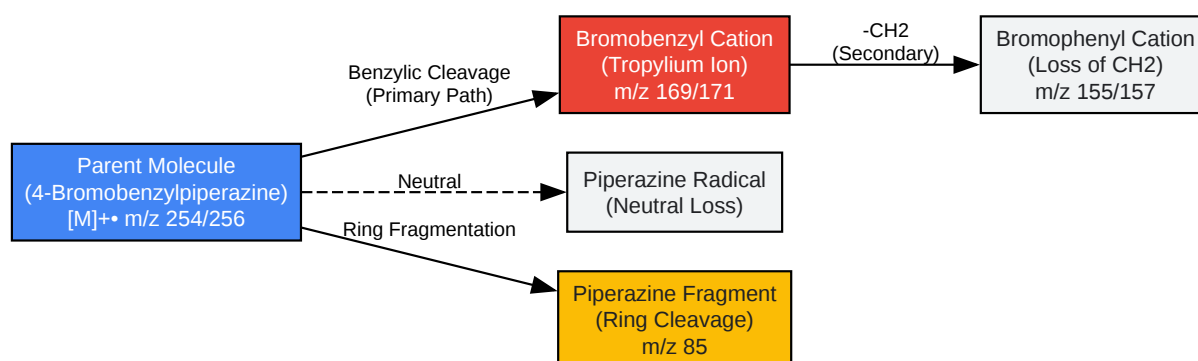 Parent Molecule
(4-Bromobenzylpiperazine)
[M]+• m/z 254/256
Benzylic Cleavage
(Primary Path)
Neutral
Ring Fragmentation
Bromobenzyl Cation
(Tropylium Ion)
m/z 169/171
-CH2
(Secondary)
Bromophenyl Cation
(Loss of CH2)
m/z 155/157
Piperazine Radical
(Neutral Loss)
Piperazine Fragment
(Ring Cleavage)
m/z 85